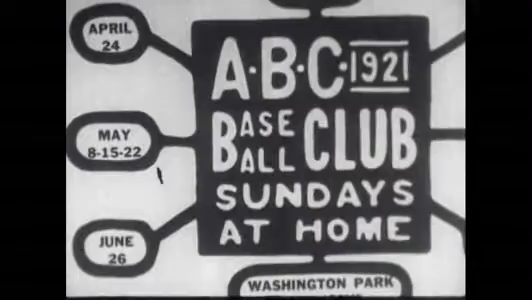 APRIL
24
A·B·C·1921
BASE BALL CLUB
MAY
8-15-22
SUNDAYS
AT HOME
JUNE
26
WASHINGTON PARK